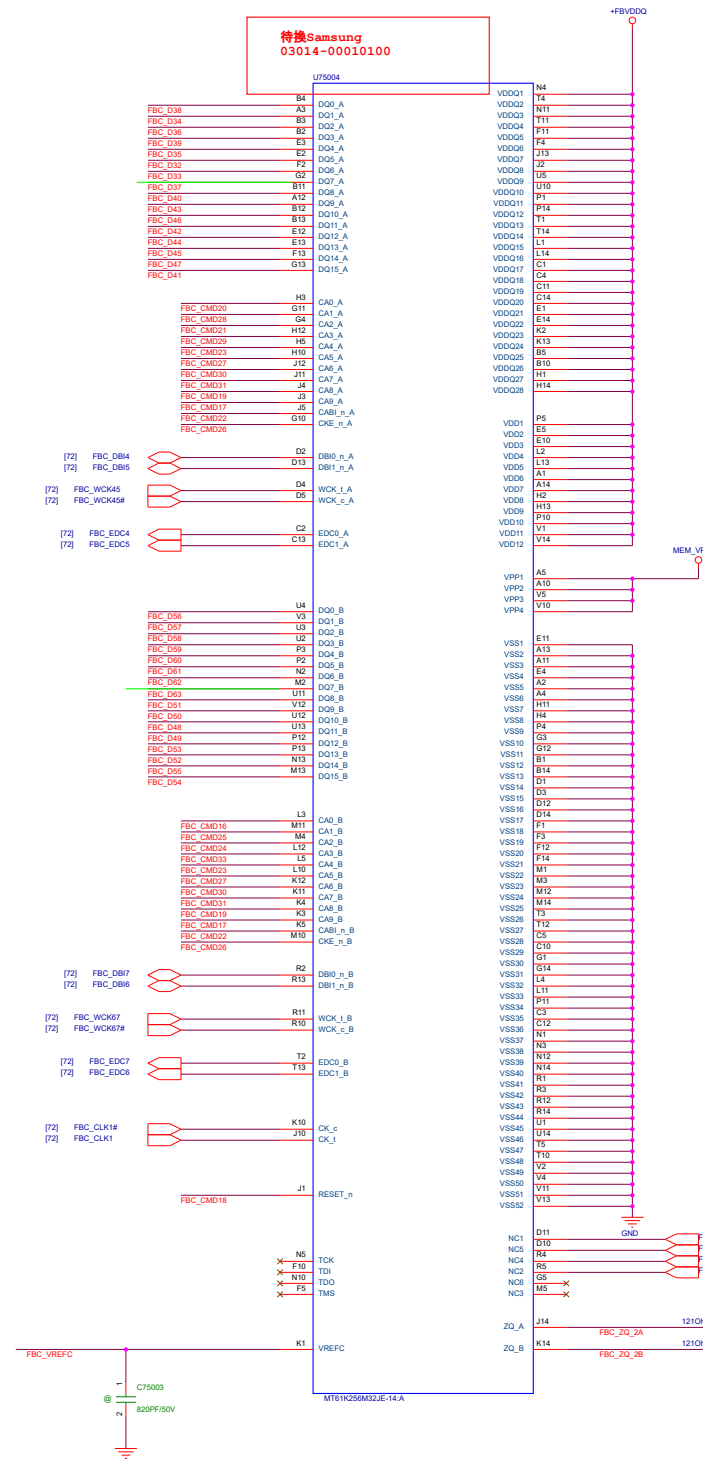 +FBVDDQ
待换Samsung
03014-00010100
U75004
FBC_D38 B4 DQ0_A
FBC_D34 A3 DQ1_A
FBC_D36 B3 DQ2_A
FBC_D39 B2 DQ3_A
FBC_D35 E3 DQ4_A
FBC_D32 E2 DQ5_A
FBC_D33 F2 DQ6_A
FBC_D37 G2 DQ7_A
FBC_D40 B11 DQ8_A
FBC_D43 A12 DQ9_A
FBC_D46 B12 DQ10_A
FBC_D42 B13 DQ11_A
FBC_D44 E12 DQ12_A
FBC_D45 E13 DQ13_A
FBC_D47 F13 DQ14_A
FBC_D41 G13 DQ15_A
FBC_CMD20 H3 CA0_A
FBC_CMD28 G11 CA1_A
FBC_CMD21 G4 CA2_A
FBC_CMD29 H12 CA3_A
FBC_CMD23 H5 CA4_A
FBC_CMD27 H10 CA5_A
FBC_CMD30 J12 CA6_A
FBC_CMD31 J11 CA7_A
FBC_CMD19 J4 CA8_A
FBC_CMD17 J3 CA9_A
FBC_CMD22 J5 CABI_n_A
FBC_CMD26 G10 CKE_n_A
[72] FBC_DBI4 D2 DBI0_n_A
[72] FBC_DBI5 D13 DBI1_n_A
[72] FBC_WCK45 D4 WCK_t_A
[72] FBC_WCK45# D5 WCK_c_A
[72] FBC_EDC4 C2 EDC0_A
[72] FBC_EDC5 C13 EDC1_A
FBC_D56 U4 DQ0_B
FBC_D57 V3 DQ1_B
FBC_D58 U3 DQ2_B
FBC_D59 U2 DQ3_B
FBC_D60 P3 DQ4_B
FBC_D61 P2 DQ5_B
FBC_D62 N2 DQ6_B
FBC_D63 M2 DQ7_B
FBC_D51 U11 DQ8_B
FBC_D50 V12 DQ9_B
FBC_D48 U12 DQ10_B
FBC_D49 U13 DQ11_B
FBC_D53 P12 DQ12_B
FBC_D52 P13 DQ13_B
FBC_D55 N13 DQ14_B
FBC_D54 M13 DQ15_B
FBC_CMD16 L3 CA0_B
FBC_CMD25 M11 CA1_B
FBC_CMD24 M4 CA2_B
FBC_CMD33 L12 CA3_B
FBC_CMD23 L5 CA4_B
FBC_CMD27 L10 CA5_B
FBC_CMD30 K12 CA6_B
FBC_CMD31 K11 CA7_B
FBC_CMD19 K4 CA8_B
FBC_CMD17 K3 CA9_B
FBC_CMD22 K5 CABI_n_B
FBC_CMD26 M10 CKE_n_B
[72] FBC_DBI7 R2 DBI0_n_B
[72] FBC_DBI6 R13 DBI1_n_B
[72] FBC_WCK67 R11 WCK_t_B
[72] FBC_WCK67# R10 WCK_c_B
[72] FBC_EDC7 T2 EDC0_B
[72] FBC_EDC6 T13 EDC1_B
[72] FBC_CLK1# K10 CK_c
[72] FBC_CLK1 J10 CK_t
FBC_CMD18 J1 RESET_n
N5 TCK
F10 TDI
N10 TDO
F5 TMS
FBC_VREFC K1 VREFC
1 C75003
@
2 820PF/50V
VDDQ1 N4
VDDQ2 T4
VDDQ3 N11
VDDQ4 T11
VDDQ5 F11
VDDQ6 F4
VDDQ7 J13
VDDQ8 J2
VDDQ9 U5
VDDQ10 U10
VDDQ11 P1
VDDQ12 P14
VDDQ13 T1
VDDQ14 T14
VDDQ15 L1
VDDQ16 L14
VDDQ17 C1
VDDQ18 C4
VDDQ19 C11
VDDQ20 C14
VDDQ21 E1
VDDQ22 E14
VDDQ23 K2
VDDQ24 K13
VDDQ25 B5
VDDQ26 B10
VDDQ27 H1
VDDQ28 H14
VDD1 P5
VDD2 E5
VDD3 E10
VDD4 L2
VDD5 L13
VDD6 A1
VDD7 A14
VDD8 H2
VDD9 H13
VDD10 P10
VDD11 V1
VDD12 V14
VPP1 A5
VPP2 A10
VPP3 V5
VPP4 V10
VSS1 E11
VSS2 A13
VSS3 A11
VSS4 E4
VSS5 A2
VSS6 A4
VSS7 H11
VSS8 H4
VSS9 P4
VSS10 G3
VSS11 G12
VSS12 B1
VSS13 B14
VSS14 D1
VSS15 D3
VSS16 D12
VSS17 D14
VSS18 F1
VSS19 F3
VSS20 F12
VSS21 F14
VSS22 M1
VSS23 M3
VSS24 M12
VSS25 M14
VSS26 T3
VSS27 T12
VSS28 C5
VSS29 C10
VSS30 G1
VSS31 G14
VSS32 L4
VSS33 L11
VSS34 P11
VSS35 C3
VSS36 C12
VSS37 N1
VSS38 N3
VSS39 N12
VSS40 N14
VSS41 R1
VSS42 R3
VSS43 R12
VSS44 R14
VSS45 U1
VSS46 U14
VSS47 T5
VSS48 T10
VSS49 V2
VSS50 V4
VSS51 V11
VSS52 V13
GND
NC1 D11
NC5 D10
NC4 R4
NC2 R5
NC6 G5
NC3 M5
ZQ_A J14 FBC_ZQ_2A
ZQ_B K14 FBC_ZQ_2B
MT61K256M32JE-14:A